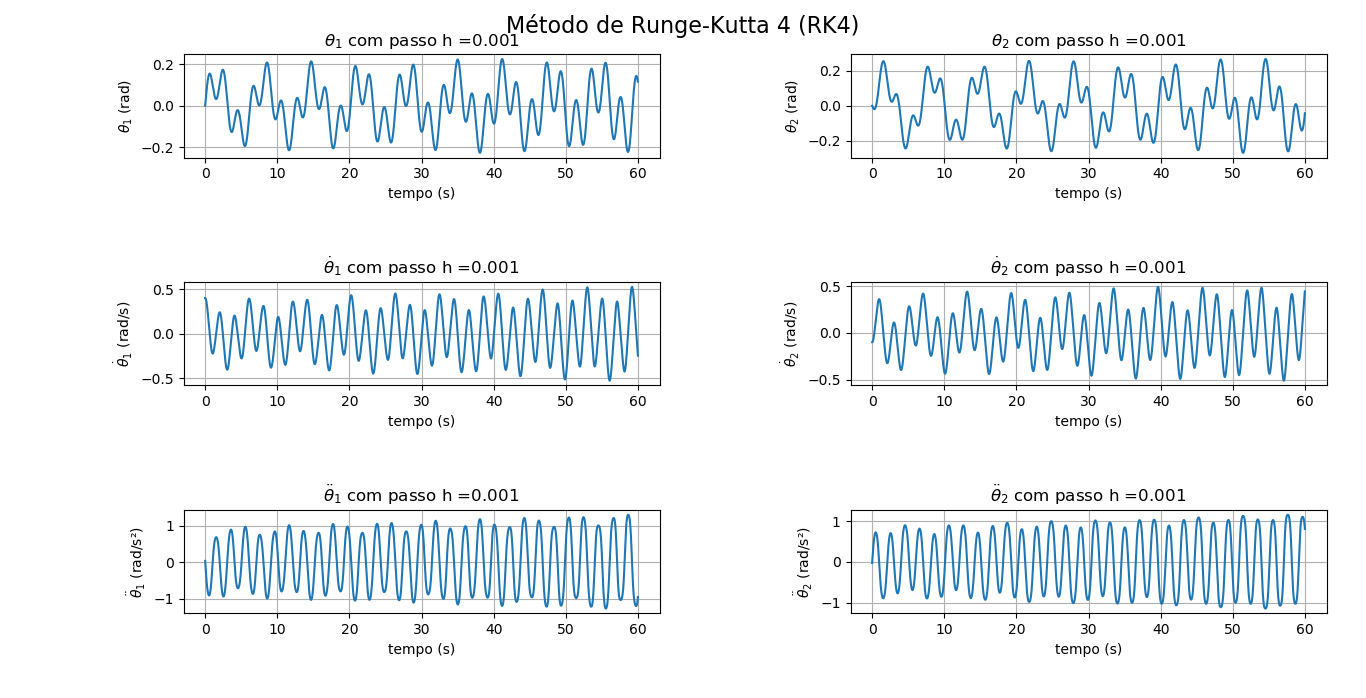 Método de Runge-Kutta 4 (RK4)
θ₁ com passo h =0.001
θ₁ (rad)
0.2
0.0
−0.2
0 10 20 30 40 50 60
tempo (s)
θ₂ com passo h =0.001
θ₂ (rad)
0.2
0.0
−0.2
0 10 20 30 40 50 60
tempo (s)
θ̇₁ com passo h =0.001
θ̇₁ (rad/s)
0.5
0.0
−0.5
0 10 20 30 40 50 60
tempo (s)
θ̇₂ com passo h =0.001
θ̇₂ (rad/s)
0.5
0.0
−0.5
0 10 20 30 40 50 60
tempo (s)
θ̈₁ com passo h =0.001
θ̈₁ (rad/s²)
1
0
−1
0 10 20 30 40 50 60
tempo (s)
θ̈₂ com passo h =0.001
θ̈₂ (rad/s²)
1
0
−1
0 10 20 30 40 50 60
tempo (s)